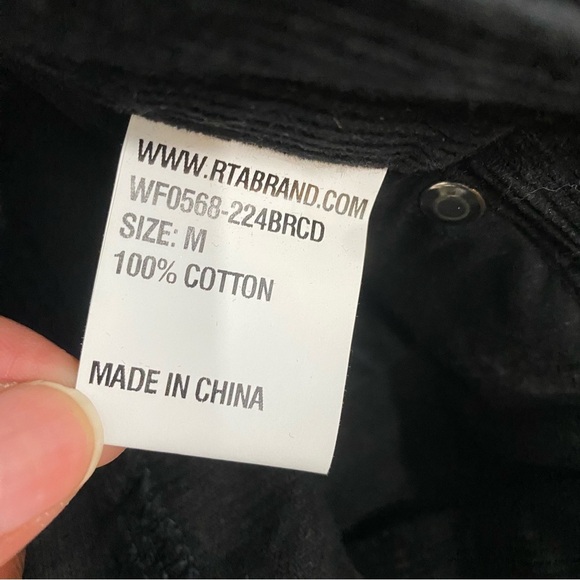 WWW.RTABRAND.COM
WF0568-224BRCD
SIZE: M
100% COTTON
MADE IN CHINA